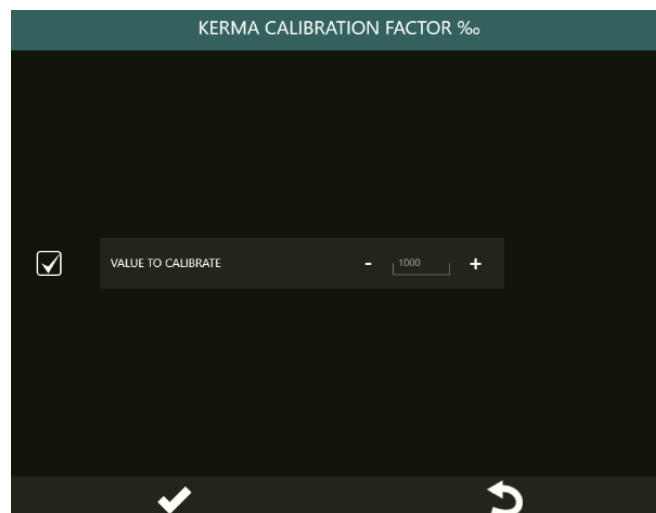 KERMA CALIBRATION FACTOR ‰
VALUE TO CALIBRATE - 1000 +